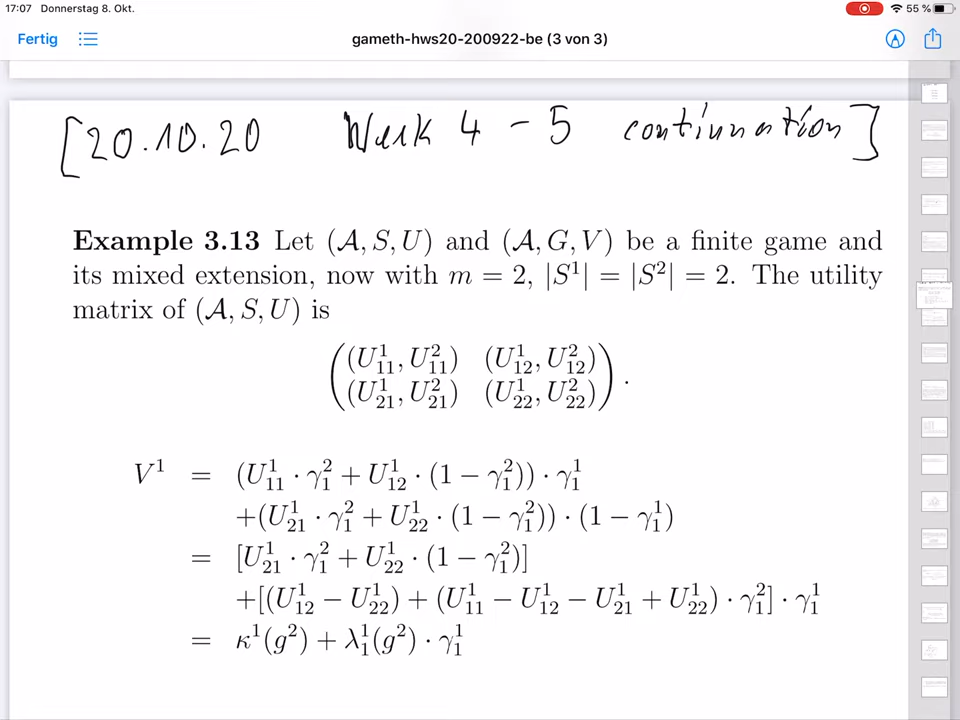 17:07 Donnerstag 8. Okt. 55 %
Fertig gameth-hws20-200922-be (3 von 3)
[20.10.20 Week 4 - 5 continuation]
Example 3.13 Let (𝒜, S, U) and (𝒜, G, V) be a finite game and
its mixed extension, now with m = 2, |S¹| = |S²| = 2. The utility
matrix of (𝒜, S, U) is
((U¹₁₁, U²₁₁) (U¹₁₂, U²₁₂)
(U¹₂₁, U²₂₁) (U¹₂₂, U²₂₂)).
V¹ = (U¹₁₁ · γ²₁ + U¹₁₂ · (1 − γ²₁)) · γ¹₁
+(U¹₂₁ · γ²₁ + U¹₂₂ · (1 − γ²₁)) · (1 − γ¹₁)
= [U¹₂₁ · γ²₁ + U¹₂₂ · (1 − γ²₁)]
+[(U¹₁₂ − U¹₂₂) + (U¹₁₁ − U¹₁₂ − U¹₂₁ + U¹₂₂) · γ²₁] · γ¹₁
= κ¹(g²) + λ¹₁(g²) · γ¹₁